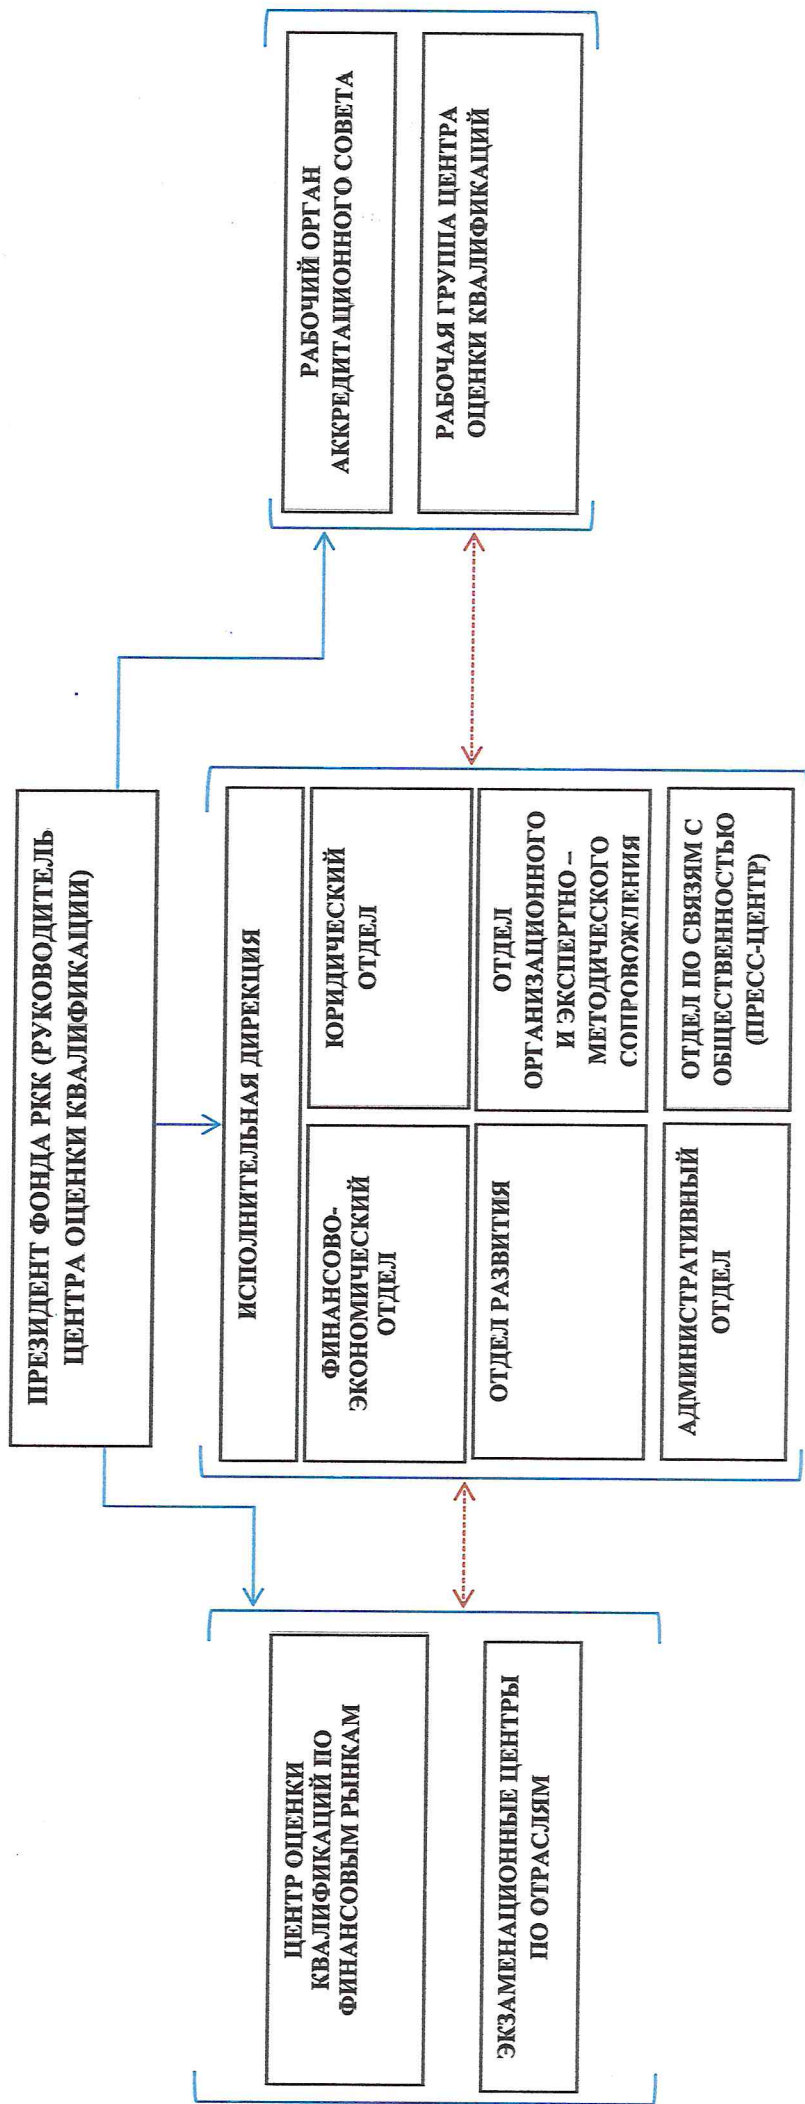 ПРЕЗИДЕНТ ФОНДА РКК (РУКОВОДИТЕЛЬ
ЦЕНТРА ОЦЕНКИ КВАЛИФИКАЦИИ)
ЦЕНТР ОЦЕНКИ
КВАЛИФИКАЦИЙ ПО
ФИНАНСОВЫМ РЫНКАМ
ЭКЗАМЕНАЦИОННЫЕ ЦЕНТРЫ
ПО ОТРАСЛЯМ
ИСПОЛНИТЕЛЬНАЯ ДИРЕКЦИЯ
ФИНАНСОВО-
ЭКОНОМИЧЕСКИЙ
ОТДЕЛ
ЮРИДИЧЕСКИЙ
ОТДЕЛ
ОТДЕЛ РАЗВИТИЯ
ОТДЕЛ
ОРГАНИЗАЦИОННОГО
И ЭКСПЕРТНО –
МЕТОДИЧЕСКОГО
СОПРОВОЖДЕНИЯ
АДМИНИСТРАТИВНЫЙ
ОТДЕЛ
ОТДЕЛ ПО СВЯЗЯМ С
ОБЩЕСТВЕННОСТЬЮ
(ПРЕСС-ЦЕНТР)
РАБОЧИЙ ОРГАН
АККРЕДИТАЦИОННОГО СОВЕТА
РАБОЧАЯ ГРУППА ЦЕНТРА
ОЦЕНКИ КВАЛИФИКАЦИЙ